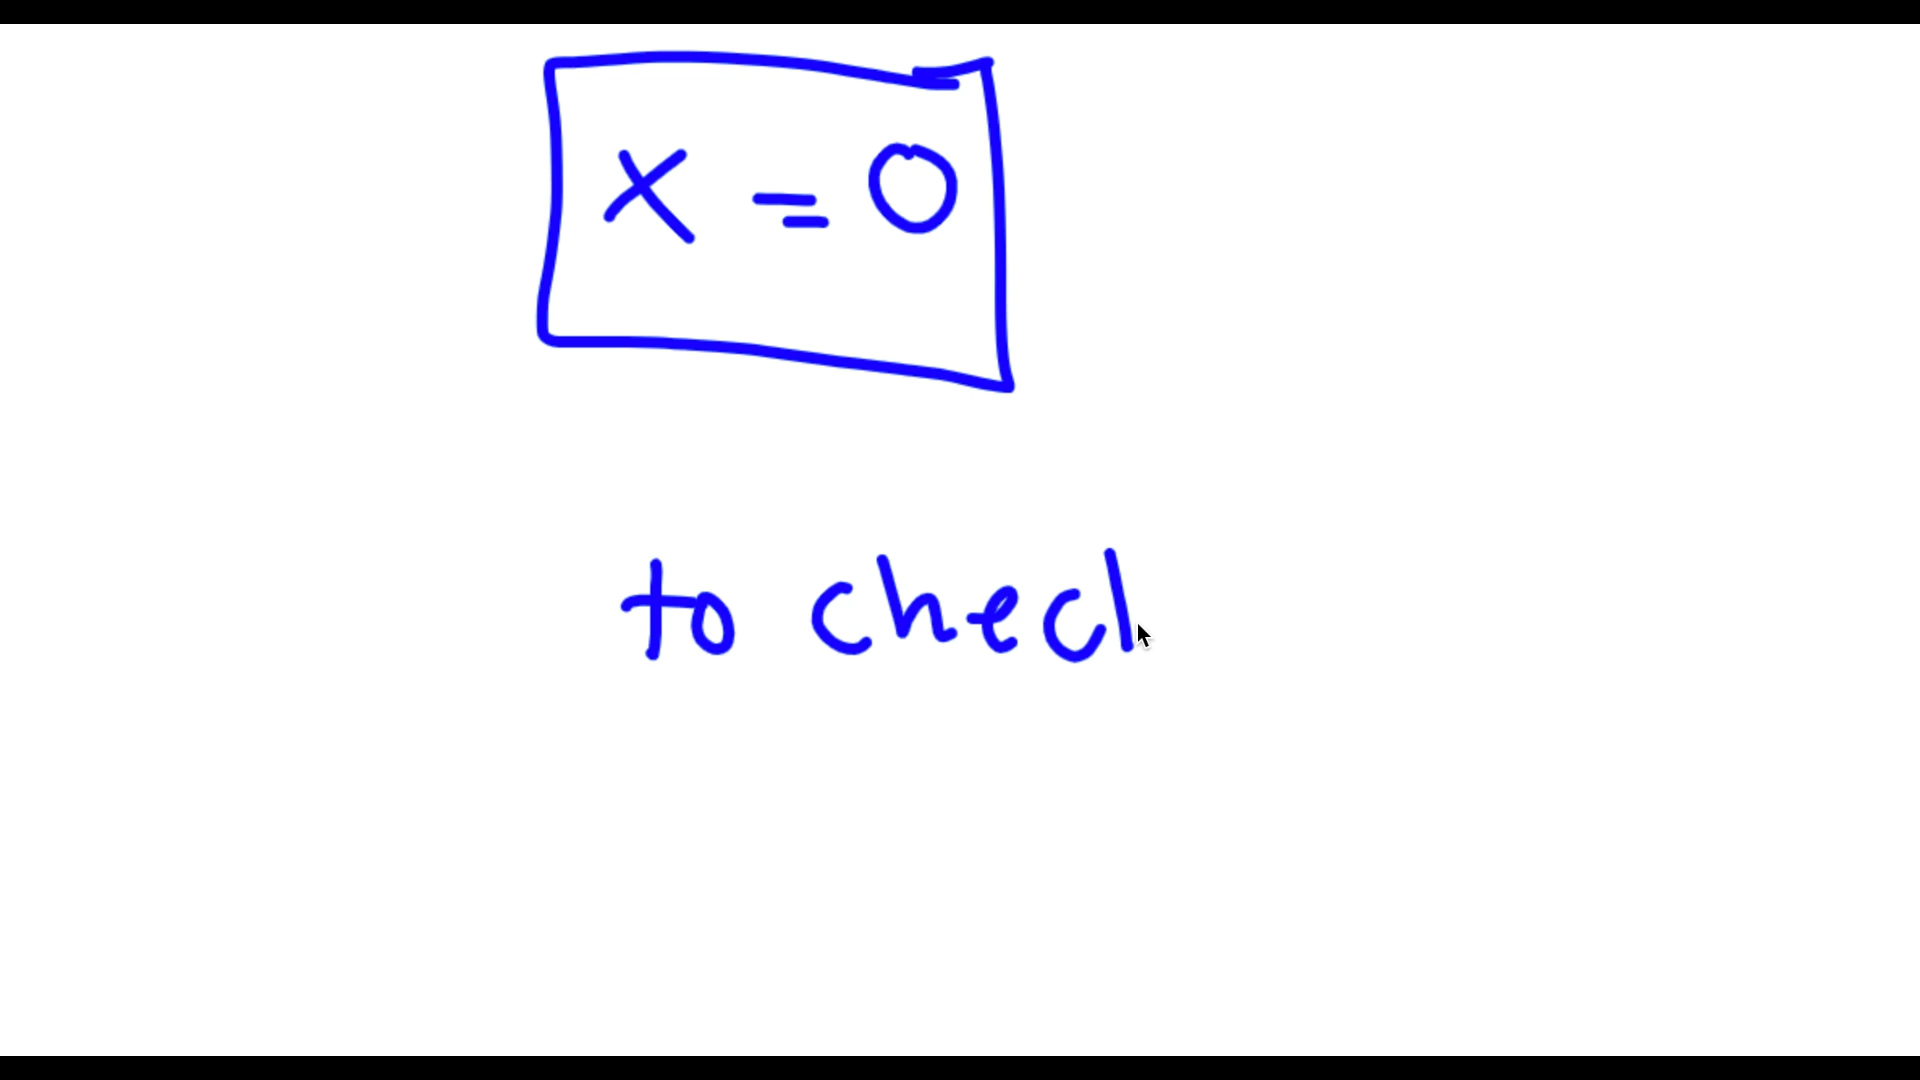 x = 0
to checl